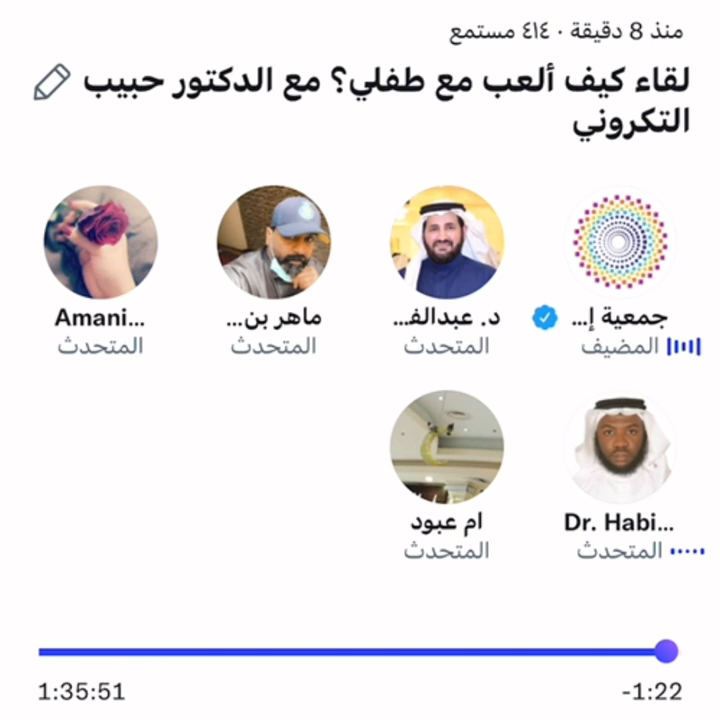 منذ 8 دقيقة · ٤١٤ مستمع
لقاء كيف ألعب مع طفلي؟ مع الدكتور حبيب
التكروني
جمعية إ...
المضيف
د. عبدالف...
المتحدث
ماهر بن...
المتحدث
Amani...
المتحدث
Dr. Habi...
المتحدث
ام عبود
المتحدث
1:35:51
-1:22